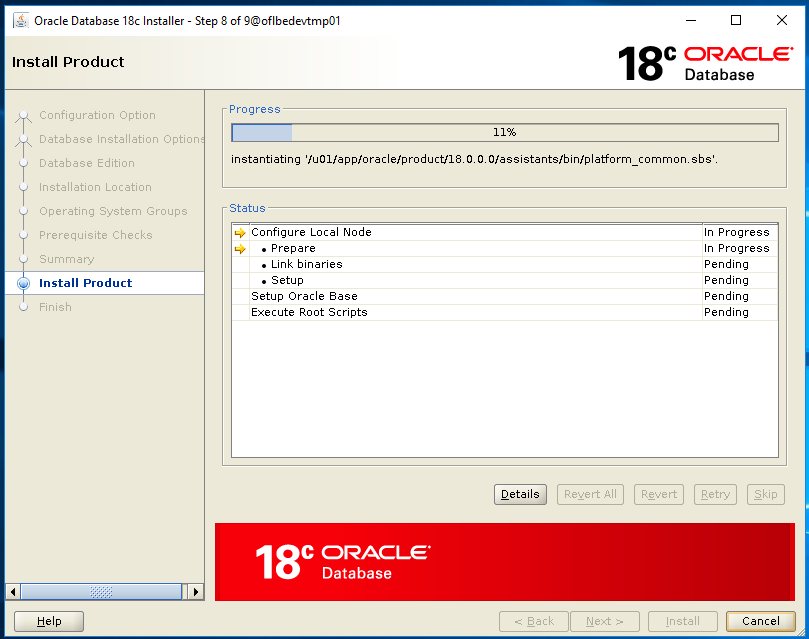 Oracle Database 18c Installer - Step 8 of 9@oflbedevtmp01
Install Product
18c ORACLE®
Database
Configuration Option
Database Installation Options
Database Edition
Installation Location
Operating System Groups
Prerequisite Checks
Summary
Install Product
Finish
Progress
11%
instantiating '/u01/app/oracle/product/18.0.0.0/assistants/bin/platform_common.sbs'.
Status
Configure Local Node In Progress
• Prepare In Progress
• Link binaries Pending
• Setup Pending
Setup Oracle Base Pending
Execute Root Scripts Pending
Details Revert All Revert Retry Skip
18c ORACLE®
Database
Help < Back Next > Install Cancel